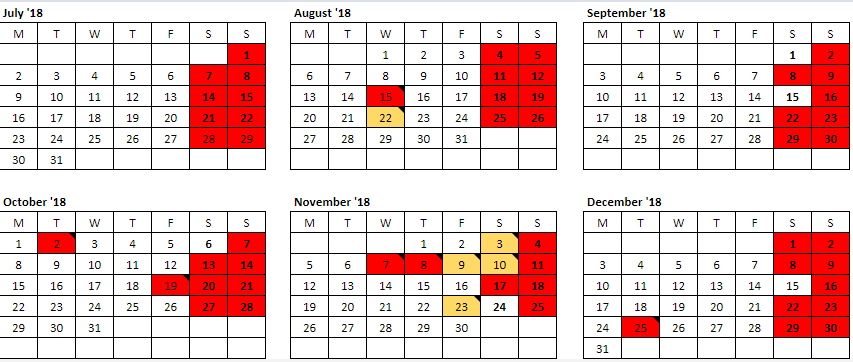 July '18 August '18 September '18
M T W T F S S M T W T F S S M T W T F S S
1 1 2 3 4 5 1 2
2 3 4 5 6 7 8 6 7 8 9 10 11 12 3 4 5 6 7 8 9
9 10 11 12 13 14 15 13 14 15 16 17 18 19 10 11 12 13 14 15 16
16 17 18 19 20 21 22 20 21 22 23 24 25 26 17 18 19 20 21 22 23
23 24 25 26 27 28 29 27 28 29 30 31 24 25 26 27 28 29 30
30 31
October '18 November '18 December '18
M T W T F S S M T W T F S S M T W T F S S
1 2 3 4 5 6 7 1 2 3 4 1 2
8 9 10 11 12 13 14 5 6 7 8 9 10 11 3 4 5 6 7 8 9
15 16 17 18 19 20 21 12 13 14 15 16 17 18 10 11 12 13 14 15 16
22 23 24 25 26 27 28 19 20 21 22 23 24 25 17 18 19 20 21 22 23
29 30 31 26 27 28 29 30 24 25 26 27 28 29 30
31